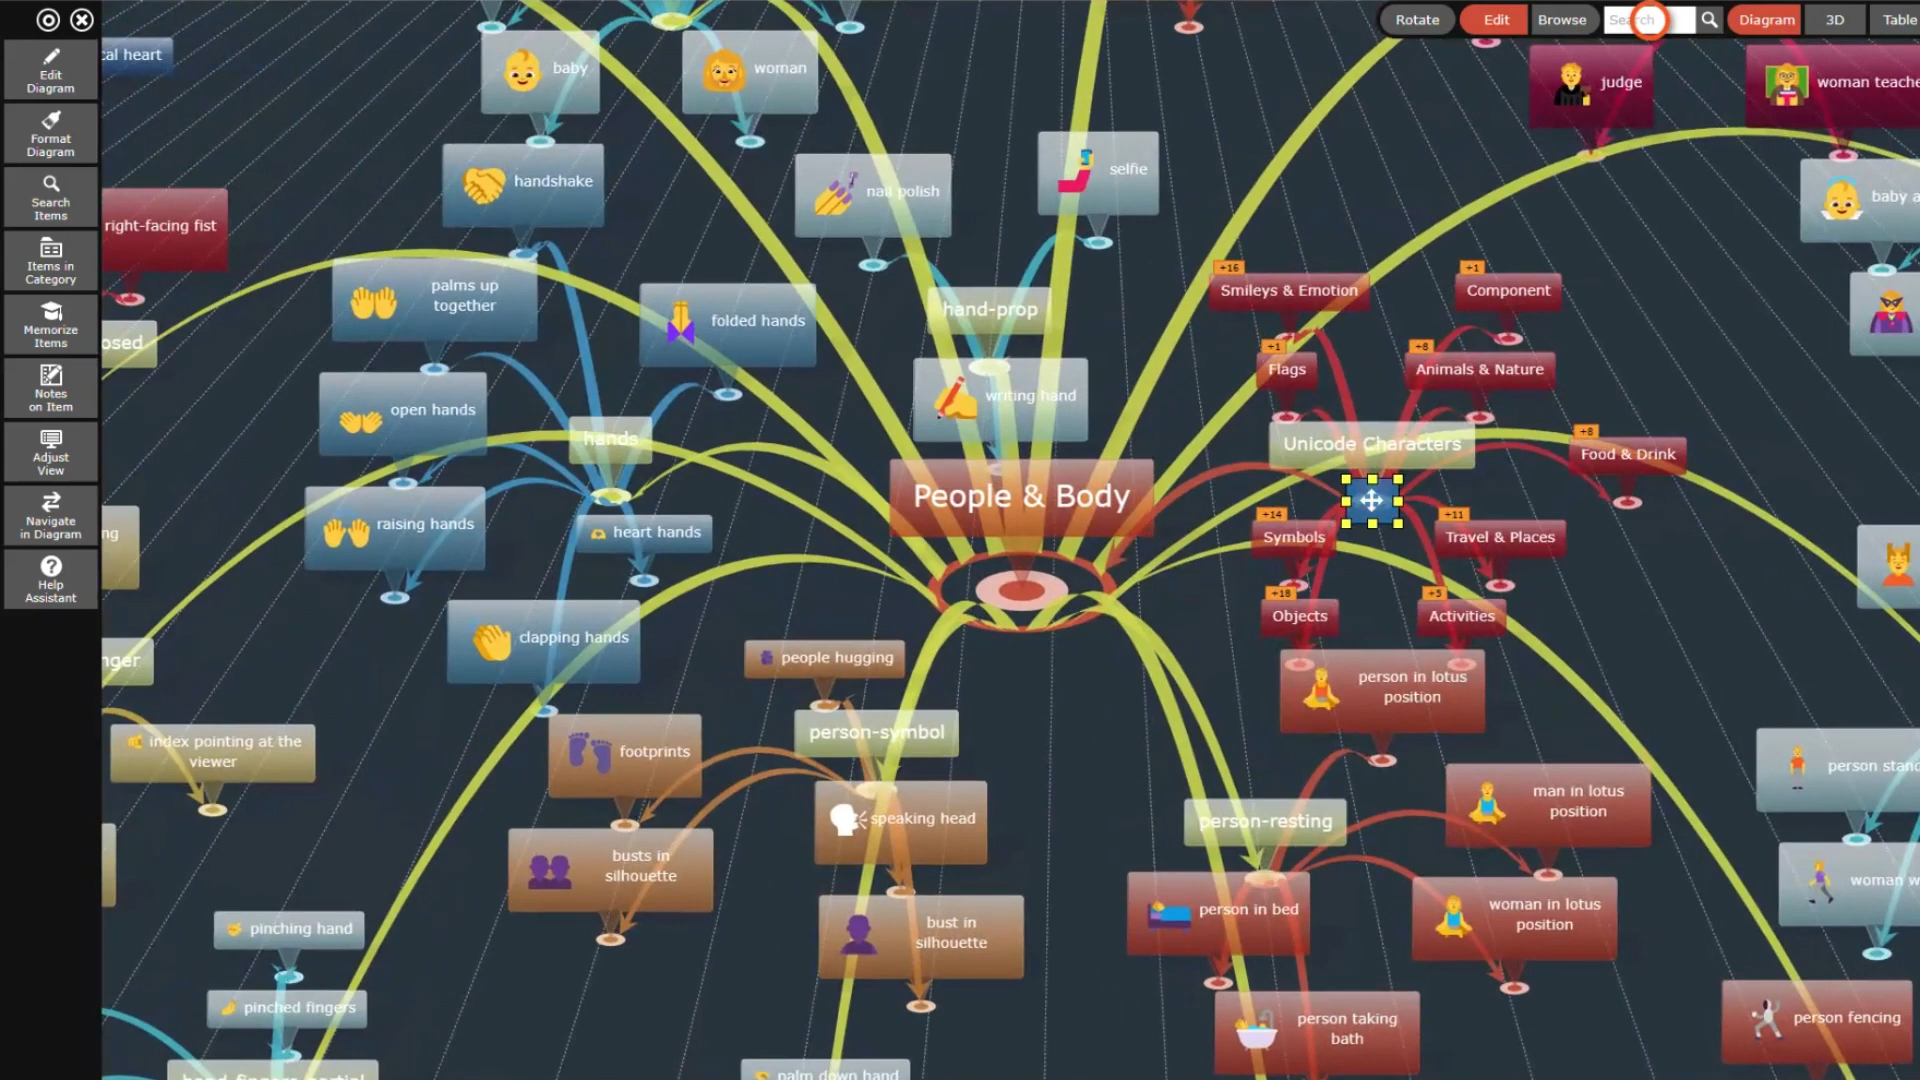 Rotate
Edit
Browse
Search
Diagram
3D
Table
Edit
Diagram
Format
Diagram
Search
Items
Items in
Category
Memorize
Items
Notes
on Item
Adjust
View
Navigate
in Diagram
Help
Assistant
cal heart
baby
woman
judge
woman teache
handshake
nail polish
selfie
baby a
right-facing fist
palms up
together
folded hands
hand-prop
+16
Smileys & Emotion
+1
Component
osed
+1
Flags
+8
Animals & Nature
open hands
writing hand
hands
Unicode Characters
+8
Food & Drink
People & Body
raising hands
heart hands
ng
+14
Symbols
+11
Travel & Places
+18
Objects
+5
Activities
clapping hands
people hugging
nger
person in lotus
position
index pointing at the
viewer
footprints
person-symbol
person stand
man in lotus
position
speaking head
person-resting
busts in
silhouette
woman w
person in bed
woman in lotus
position
pinching hand
bust in
silhouette
pinched fingers
person taking
bath
person fencing
hand-fingers-partial
palm down hand